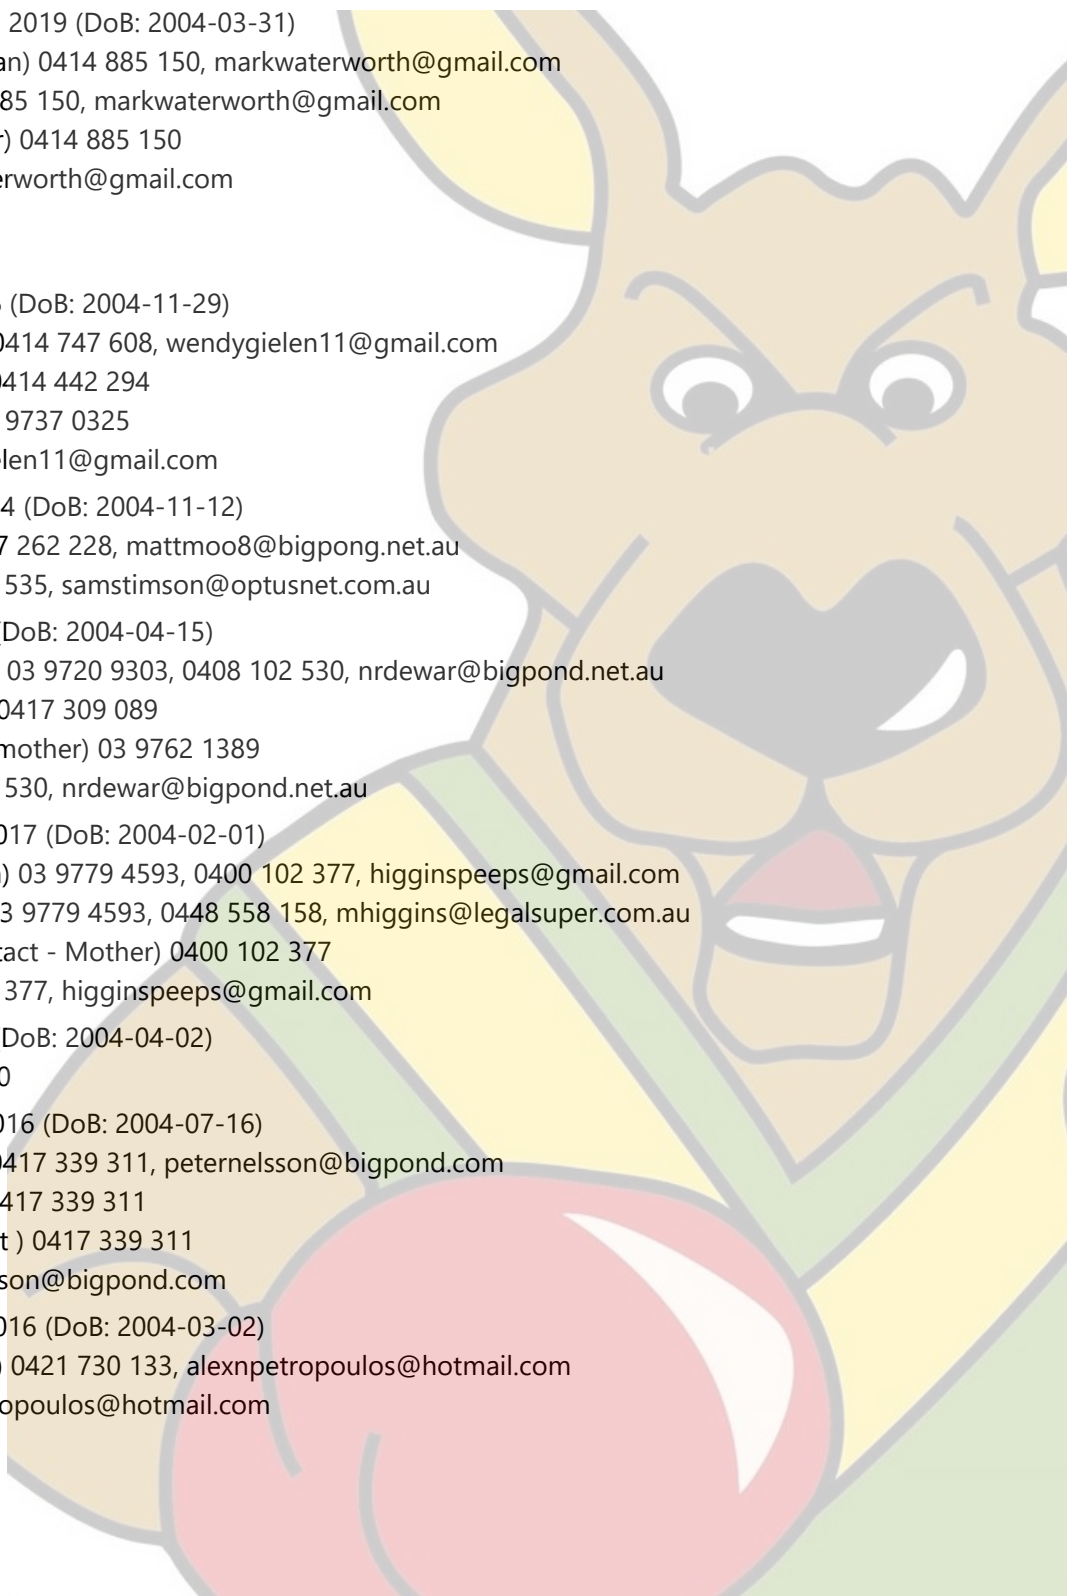 2019 (DoB: 2004-03-31)
an) 0414 885 150, markwaterworth@gmail.com
85 150, markwaterworth@gmail.com
r) 0414 885 150
erworth@gmail.com
(DoB: 2004-11-29)
0414 747 608, wendygielen11@gmail.com
0414 442 294
9737 0325
elen11@gmail.com
4 (DoB: 2004-11-12)
7 262 228, mattmoo8@bigpong.net.au
535, samstimson@optusnet.com.au
(DoB: 2004-04-15)
03 9720 9303, 0408 102 530, nrdewar@bigpond.net.au
0417 309 089
mother) 03 9762 1389
530, nrdewar@bigpond.net.au
017 (DoB: 2004-02-01)
) 03 9779 4593, 0400 102 377, higginspeeps@gmail.com
3 9779 4593, 0448 558 158, mhiggins@legalsuper.com.au
tact - Mother) 0400 102 377
377, higginspeeps@gmail.com
(DoB: 2004-04-02)
0
016 (DoB: 2004-07-16)
0417 339 311, peternelsson@bigpond.com
417 339 311
t ) 0417 339 311
son@bigpond.com
016 (DoB: 2004-03-02)
) 0421 730 133, alexnpetropoulos@hotmail.com
opoulos@hotmail.com